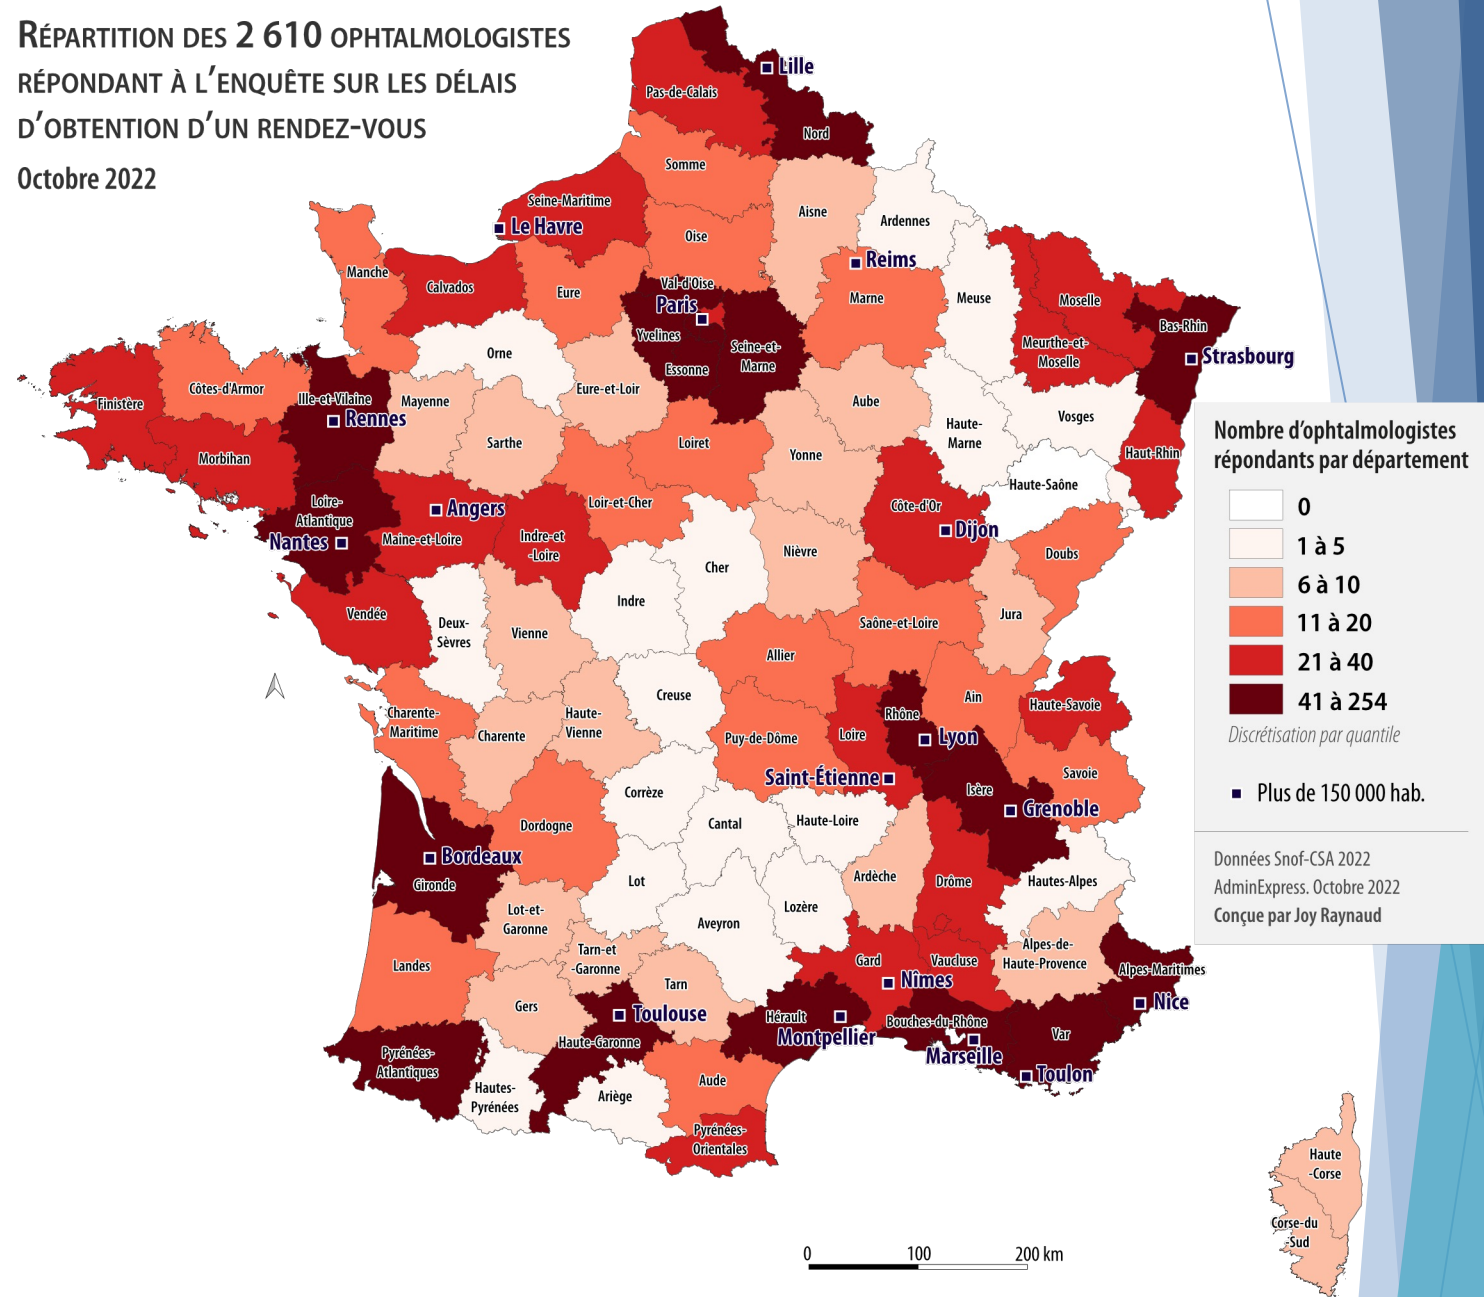 RÉPARTITION DES 2 610 OPHTALMOLOGISTES
RÉPONDANT À L'ENQUÊTE SUR LES DÉLAIS
D'OBTENTION D'UN RENDEZ-VOUS
Octobre 2022
Lille
Pas-de-Calais
Nord
Somme
Seine-Maritime
Le Havre
Oise
Aisne
Ardennes
Reims
Manche
Calvados
Eure
Val-d'Oise
Paris
Yvelines
Essonne
Seine-et-
Marne
Marne
Meuse
Moselle
Meurthe-et-
Moselle
Bas-Rhin
Strasbourg
Orne
Finistère
Côtes-d'Armor
Ille-et-Vilaine
Rennes
Mayenne
Eure-et-Loir
Aube
Haute-
Marne
Vosges
Morbihan
Sarthe
Loiret
Yonne
Haut-Rhin
Haute-Saône
Loire-
Atlantique
Nantes
Angers
Maine-et-Loire
Indre-et
-Loire
Loir-et-Cher
Côte-d'Or
Dijon
Doubs
Nièvre
Cher
Indre
Vendée
Deux-
Sèvres
Vienne
Saône-et-Loire
Jura
Allier
Creuse
Charente-
Maritime
Charente
Haute-
Vienne
Puy-de-Dôme
Loire
Rhône
Lyon
Ain
Haute-Savoie
Saint-Étienne
Savoie
Isère
Grenoble
Corrèze
Cantal
Haute-Loire
Dordogne
Bordeaux
Gironde
Lot
Aveyron
Lozère
Ardèche
Drôme
Hautes-Alpes
Lot-et-
Garonne
Tarn-et
-Garonne
Landes
Gers
Tarn
Gard
Nîmes
Vaucluse
Alpes-de-
Haute-Provence
Alpes-Maritimes
Nice
Toulouse
Haute-Garonne
Hérault
Montpellier
Bouches-du-Rhône
Marseille
Var
Toulon
Pyrénées-
Atlantiques
Hautes-
Pyrénées
Ariège
Aude
Pyrénées-
Orientales
Haute
-Corse
Corse-du
-Sud
0 100 200 km
Nombre d'ophtalmologistes
répondants par département
0
1 à 5
6 à 10
11 à 20
21 à 40
41 à 254
Discrétisation par quantile
Plus de 150 000 hab.
Données Snof-CSA 2022
AdminExpress. Octobre 2022
Conçue par Joy Raynaud